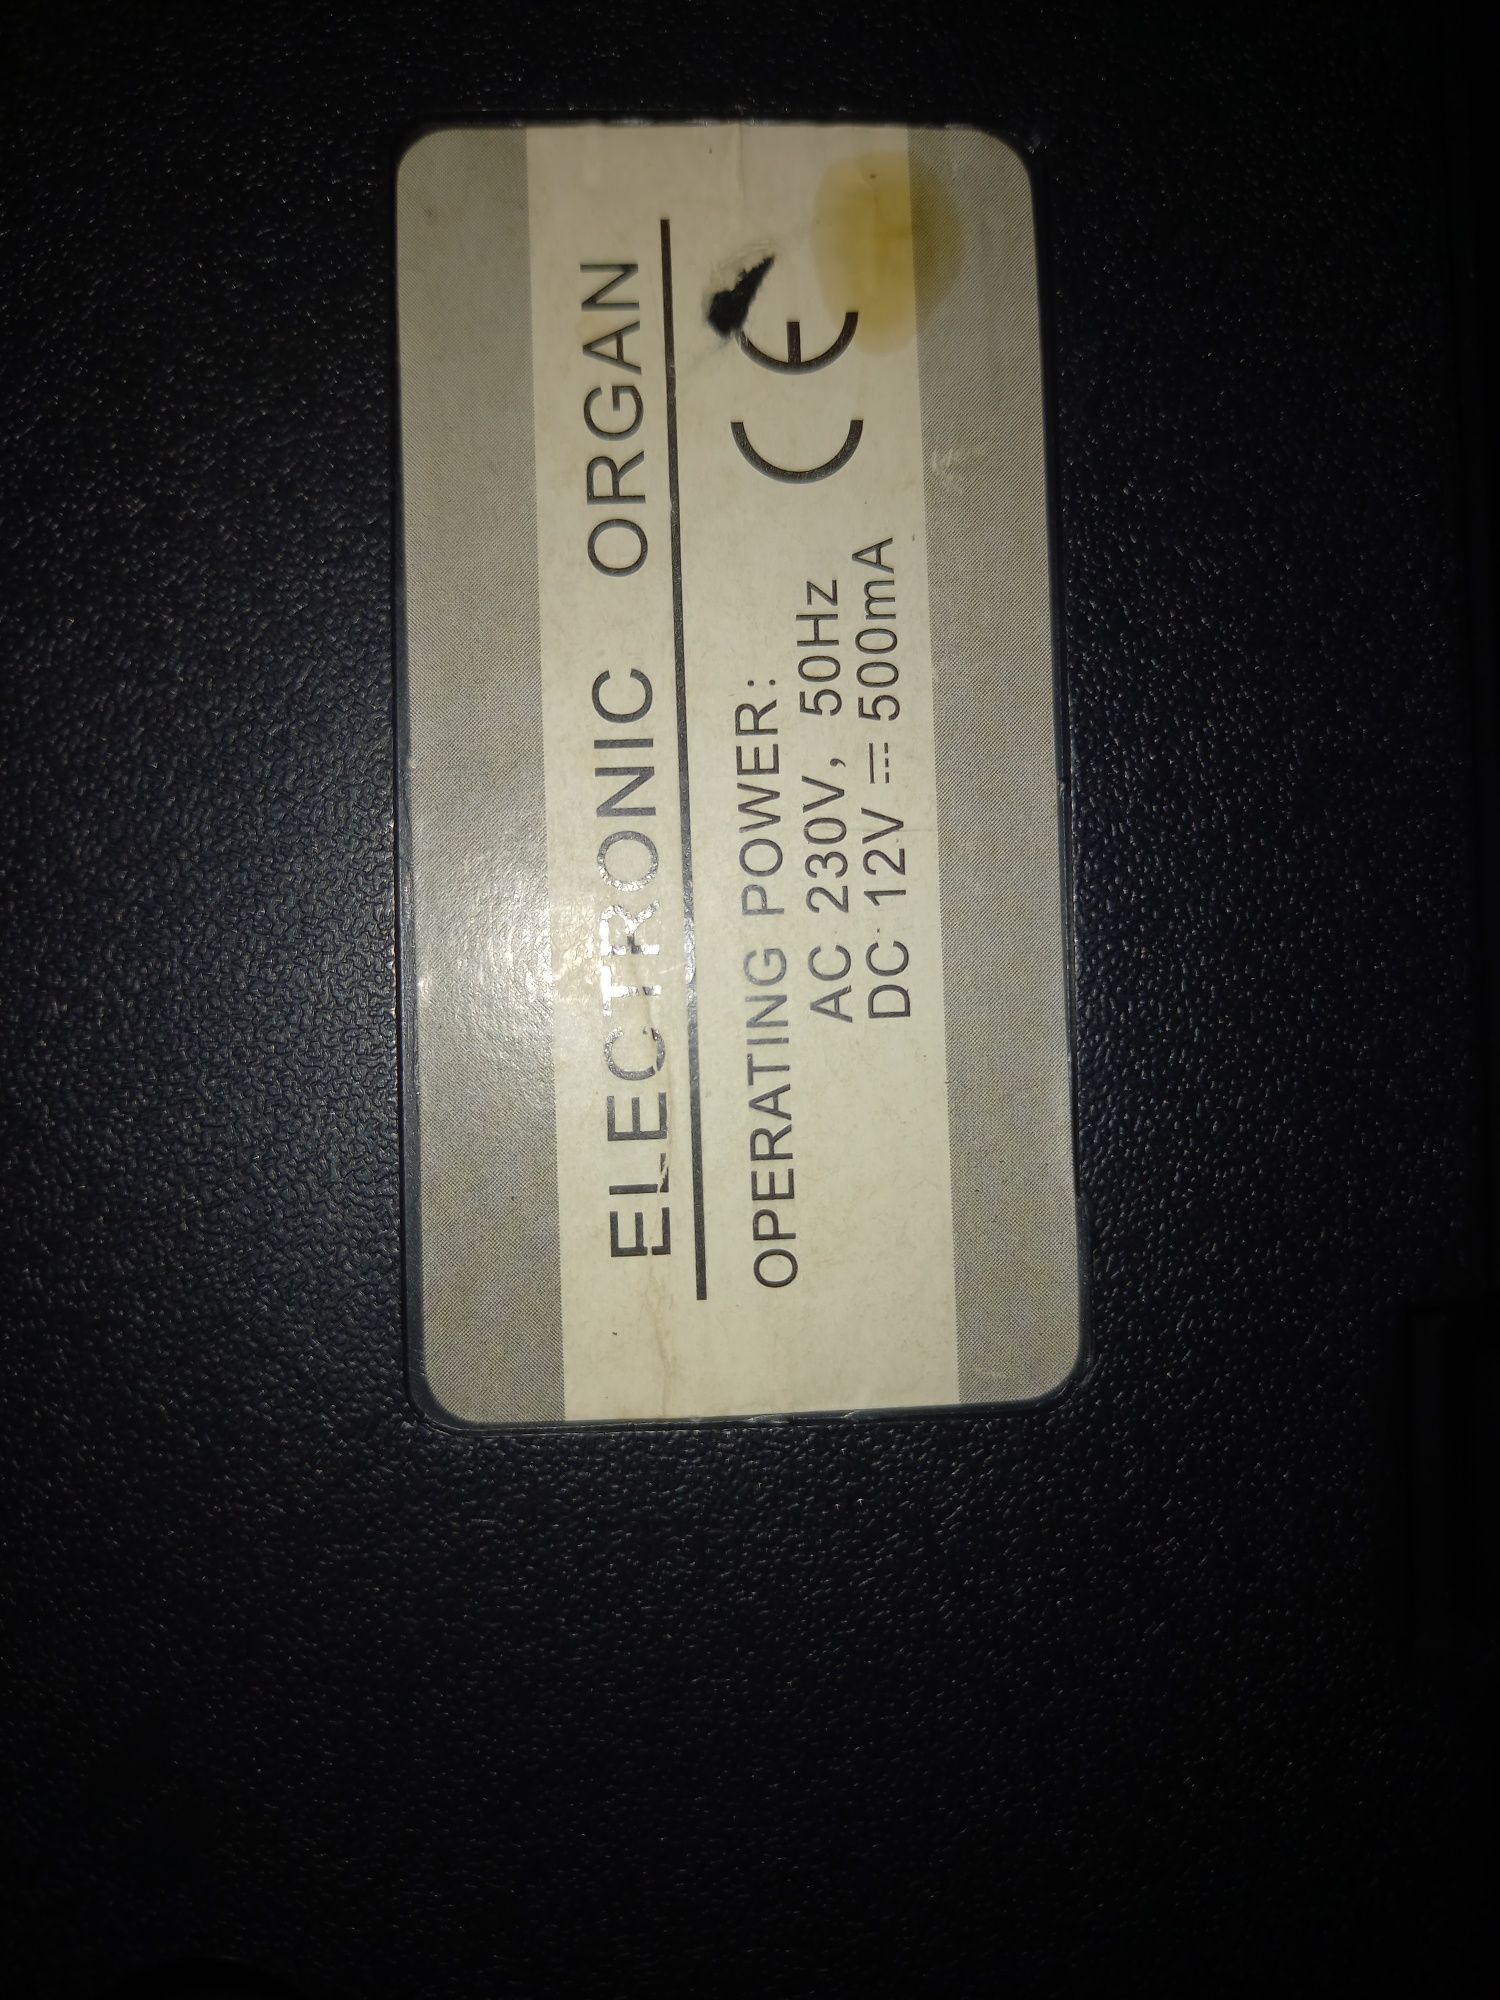 ELECTRONIC ORGAN
OPERATING POWER:
AC 230V, 50Hz
DC 12V ⎓ 500mA
CE